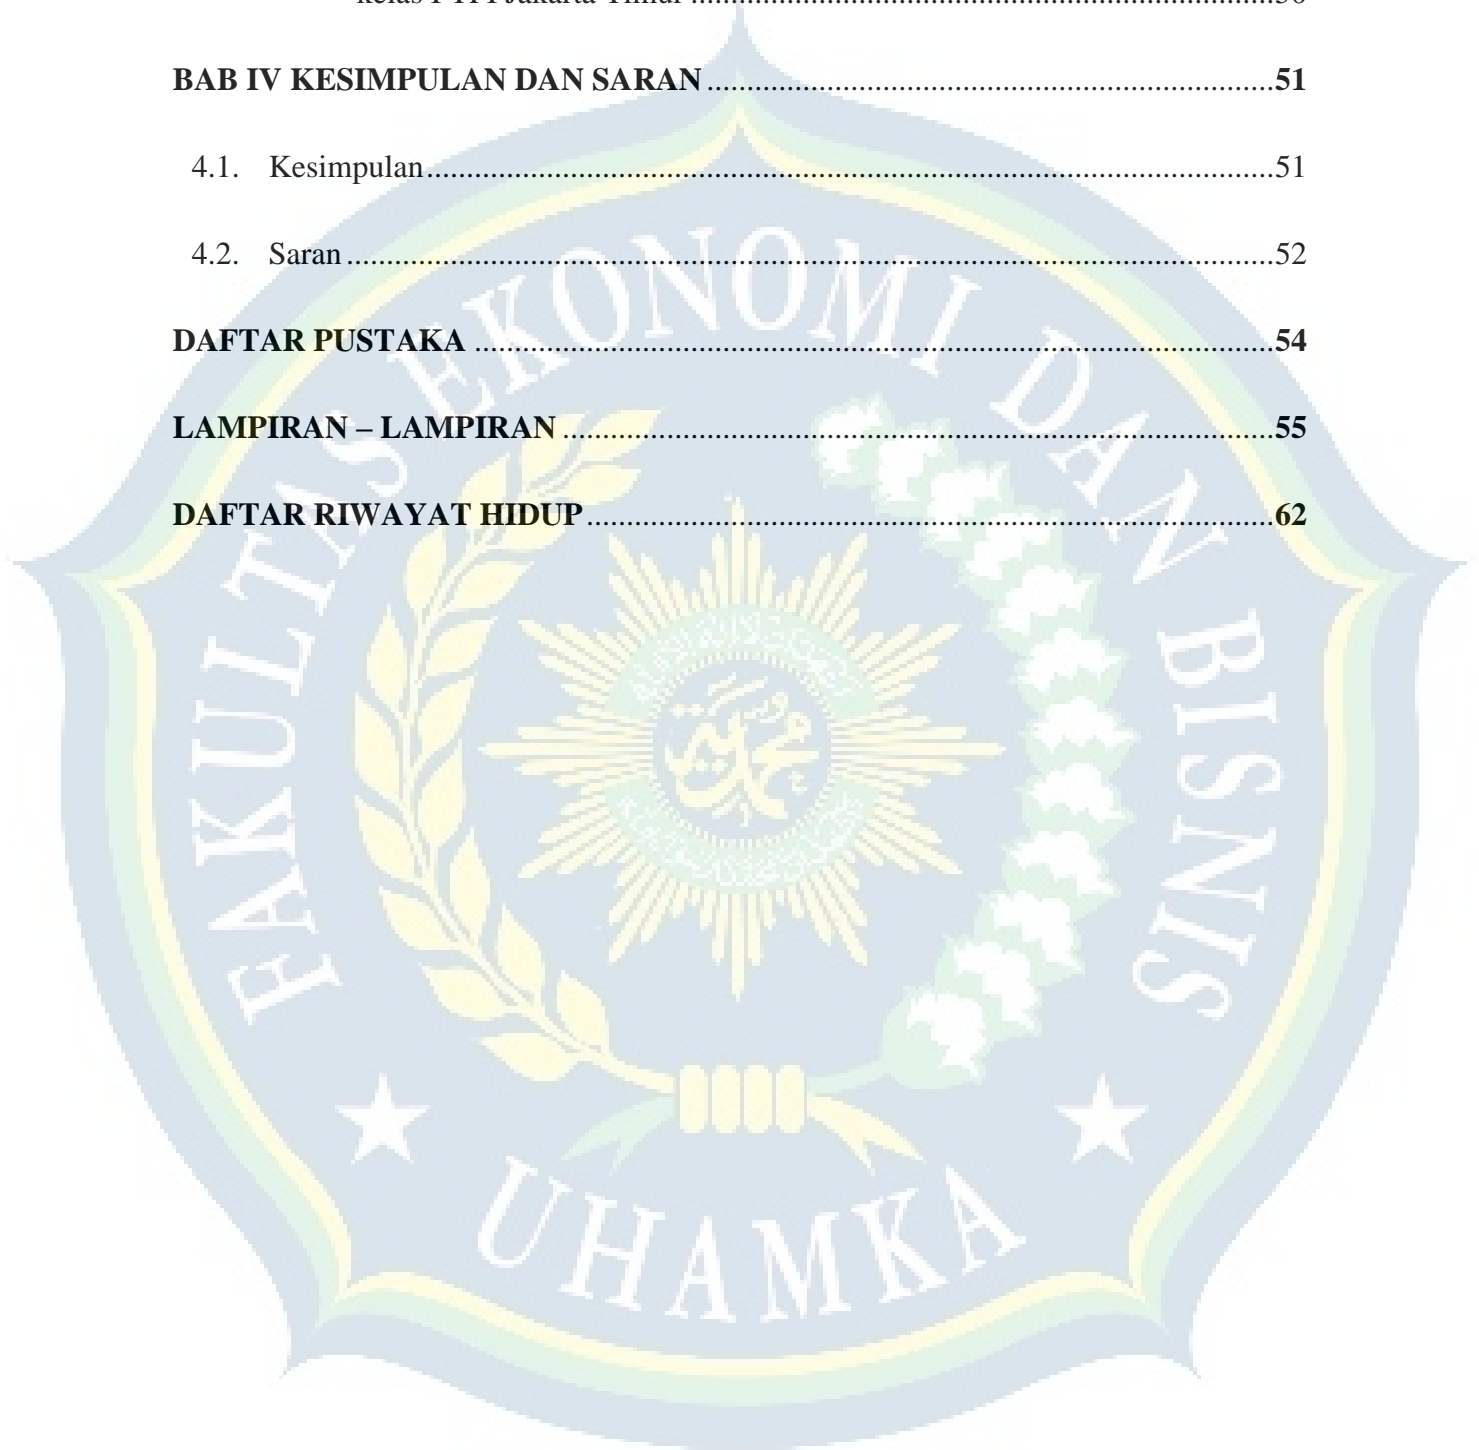 BAB IV KESIMPULAN DAN SARAN ........ 51
4.1. Kesimpulan ........ 51
4.2. Saran ........ 52
DAFTAR PUSTAKA ........ 54
LAMPIRAN – LAMPIRAN ........ 55
DAFTAR RIWAYAT HIDUP ........ 62
FAKULTAS EKONOMI DAN BISNIS
UHAMKA